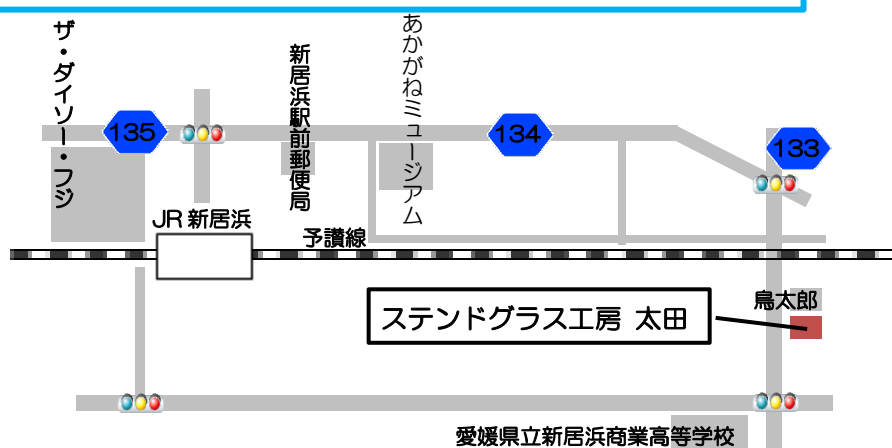 ザ・ダイソー・フジ
新居浜駅前郵便局
あかがねミュージアム
135
134
133
JR 新居浜
予讃線
鳥太郎
ステンドグラス工房 太田
愛媛県立新居浜商業高等学校